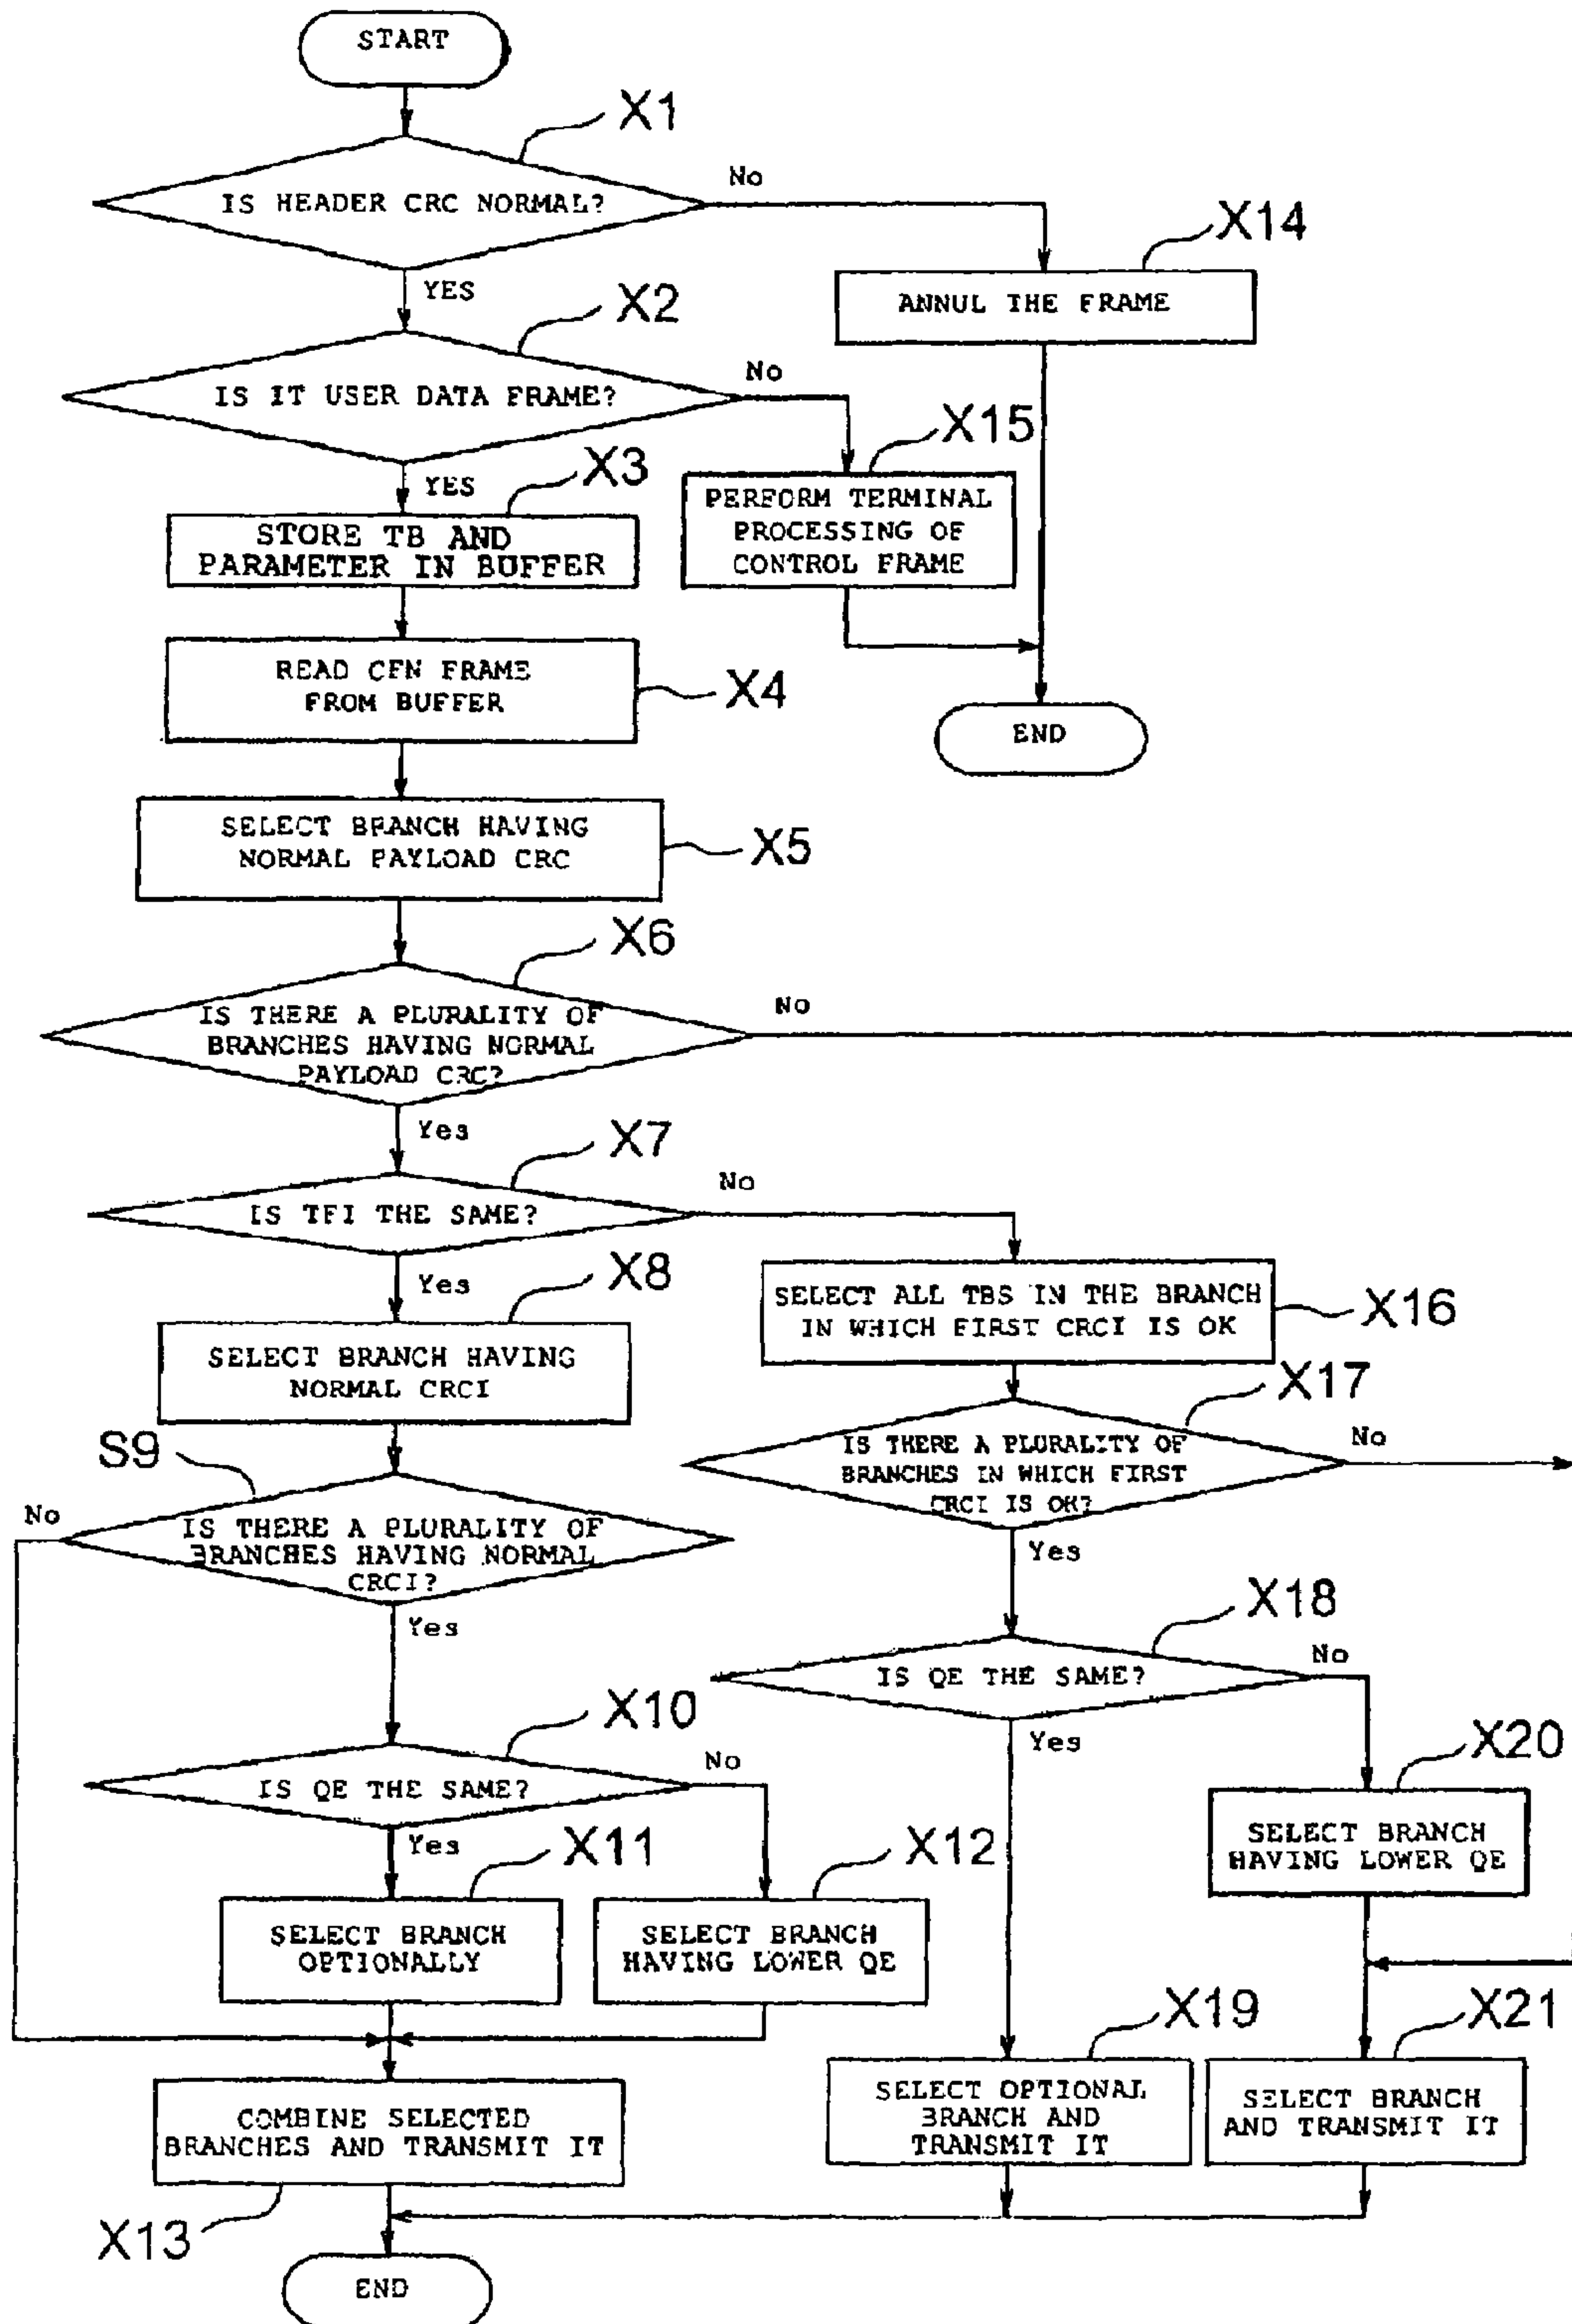 START
X1
IS HEADER CRC NORMAL?
No
X14
YES
ANNUL THE FRAME
X2
IS IT USER DATA FRAME?
No
X15
YES
X3
PERFORM TERMINAL
PROCESSING OF
CONTROL FRAME
STORE TB AND
PARAMETER IN BUFFER
READ CFN FRAME
FROM BUFFER
X4
END
SELECT BRANCH HAVING
NORMAL PAYLOAD CRC
X5
X6
IS THERE A PLURALITY OF
BRANCHES HAVING NORMAL
PAYLOAD CRC?
No
Yes
X7
IS TFI THE SAME?
No
Yes
X8
SELECT ALL TBS IN THE BRANCH
IN WHICH FIRST CRCI IS OK
X16
SELECT BRANCH HAVING
NORMAL CRCI
X17
S9
IS THERE A PLURALITY OF
BRANCHES IN WHICH FIRST
CRCI IS OK?
No
No
IS THERE A PLURALITY OF
BRANCHES HAVING NORMAL
CRCI?
Yes
Yes
X18
IS QE THE SAME?
No
X10
Yes
X20
IS QE THE SAME?
No
Yes
X11
X12
SELECT BRANCH
HAVING LOWER QE
SELECT BRANCH
OPTIONALLY
SELECT BRANCH
HAVING LOWER QE
X19
X21
COMBINE SELECTED
BRANCHES AND TRANSMIT IT
SELECT OPTIONAL
BRANCH AND
TRANSMIT IT
SELECT BRANCH
AND TRANSMIT IT
X13
END